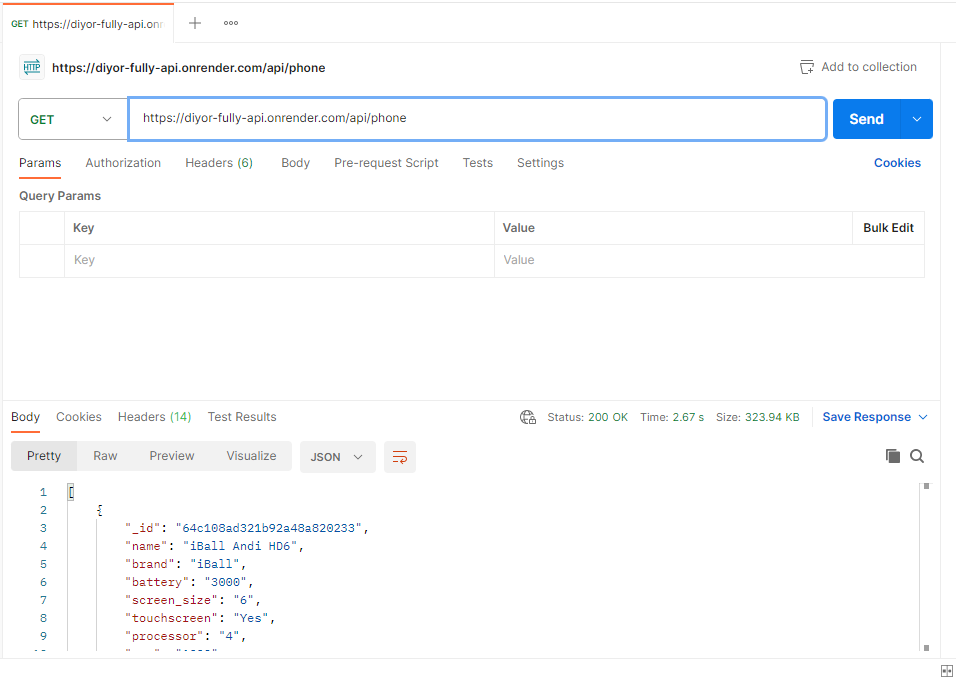 GET https://diyor-fully-api.onr
HTTP https://diyor-fully-api.onrender.com/api/phone Add to collection
GET https://diyor-fully-api.onrender.com/api/phone Send
Params Authorization Headers (6) Body Pre-request Script Tests Settings Cookies
Query Params
Key Value Bulk Edit
Key Value
Body Cookies Headers (14) Test Results Status: 200 OK Time: 2.67 s Size: 323.94 KB Save Response
Pretty Raw Preview Visualize JSON
1 [
2 {
3 "_id": "64c108ad321b92a48a820233",
4 "name": "iBall Andi HD6",
5 "brand": "iBall",
6 "battery": "3000",
7 "screen_size": "6",
8 "touchscreen": "Yes",
9 "processor": "4",